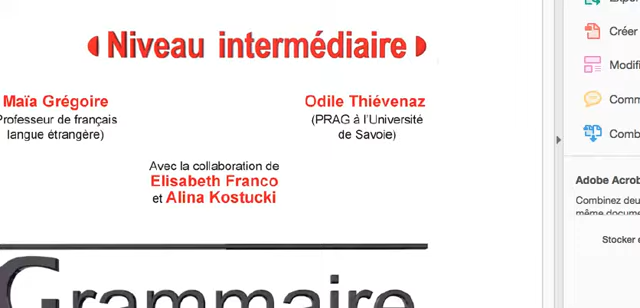 Niveau intermédiaire
Maïa Grégoire
Odile Thiévenaz
Professeur de français
langue étrangère)
(PRAG à l'Université
de Savoie)
Avec la collaboration de
Elisabeth Franco
et Alina Kostucki
Grammaire
Créer
Modifi
Comm
Comb
Adobe Acrob
Combinez deu
même docume
Stocker e